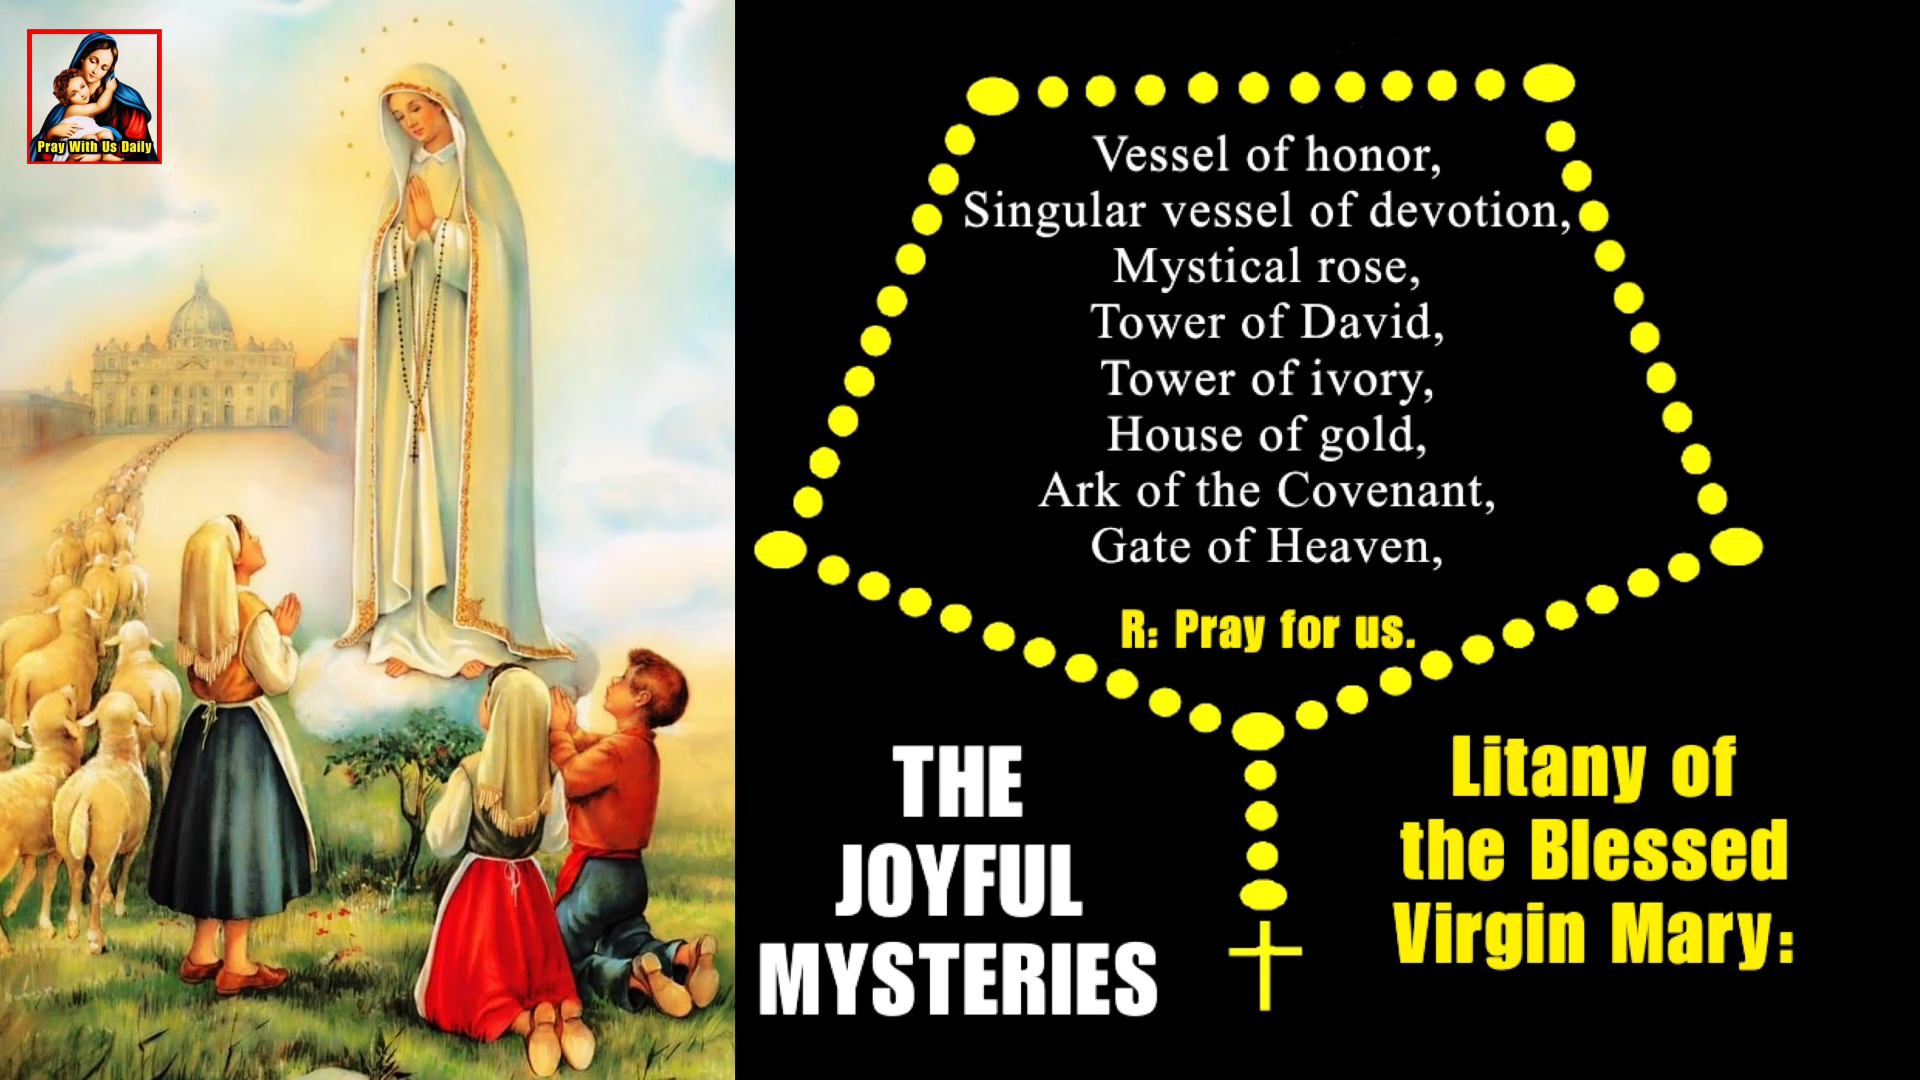 Pray With Us Daily
Vessel of honor,
Singular vessel of devotion,
Mystical rose,
Tower of David,
Tower of ivory,
House of gold,
Ark of the Covenant,
Gate of Heaven,
R: Pray for us.
THE
JOYFUL
MYSTERIES
Litany of
the Blessed
Virgin Mary: